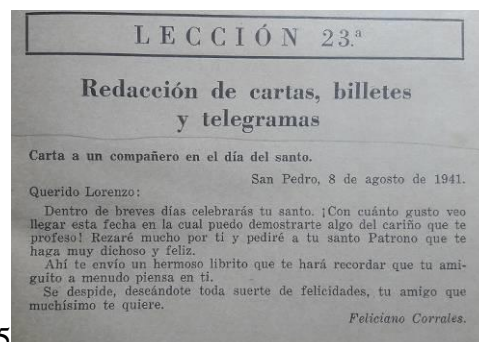 LECCIÓN 23.ª
Redacción de cartas, billetes
y telegramas
Carta a un compañero en el día del santo.
San Pedro, 8 de agosto de 1941.
Querido Lorenzo:
Dentro de breves días celebrarás tu santo. ¡Con cuánto gusto veo
llegar esta fecha en la cual puedo demostrarte algo del cariño que te
profeso! Rezaré mucho por ti y pediré a tu santo Patrono que te
haga muy dichoso y feliz.
Ahí te envío un hermoso librito que te hará recordar que tu ami-
guito a menudo piensa en ti.
Se despide, deseándote toda suerte de felicidades, tu amigo que
muchísimo te quiere.
Feliciano Corrales.
5